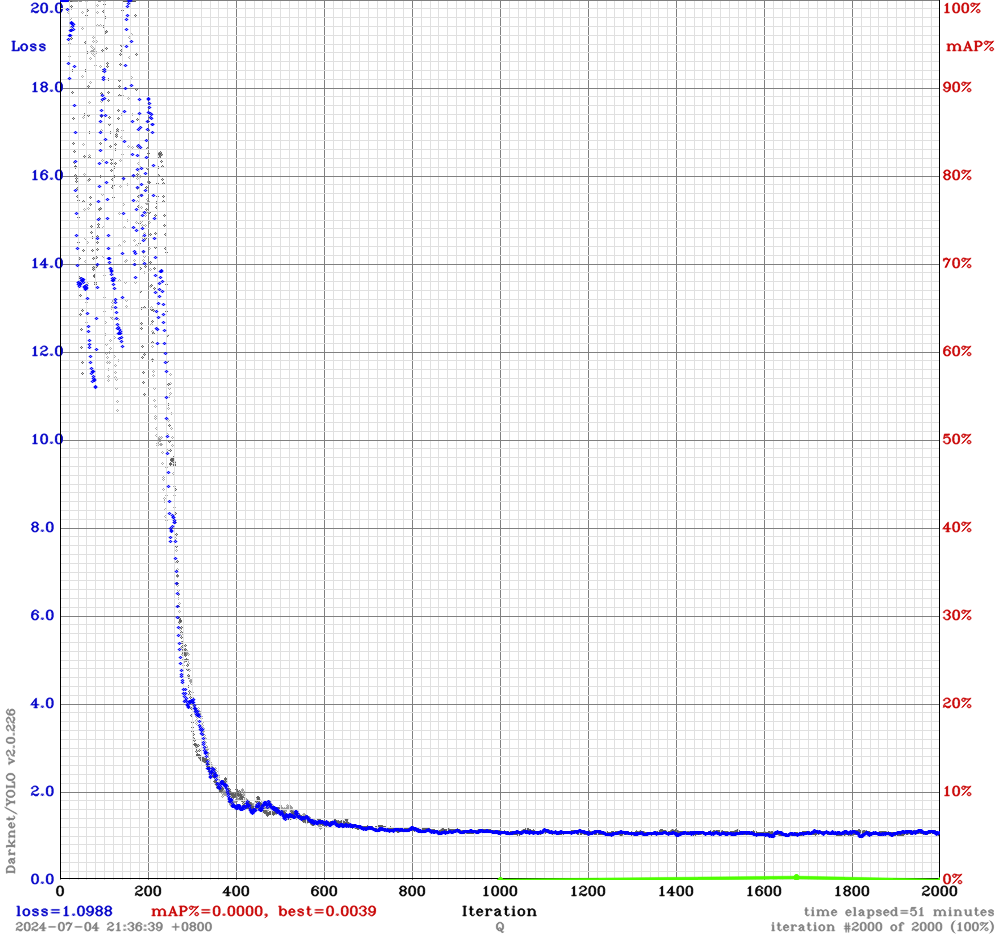 20.0 100%
Loss mAP%
18.0 90%
16.0 80%
14.0 70%
12.0 60%
10.0 50%
8.0 40%
6.0 30%
4.0 20%
2.0 10%
0.0 0%
Darknet/YOLO v2.0.226
0 200 400 600 800 1000 1200 1400 1600 1800 2000
loss=1.0988 mAP%=0.0000, best=0.0039 Iteration time elapsed=51 minutes
2024-07-04 21:36:39 +0800 Q iteration #2000 of 2000 (100%)